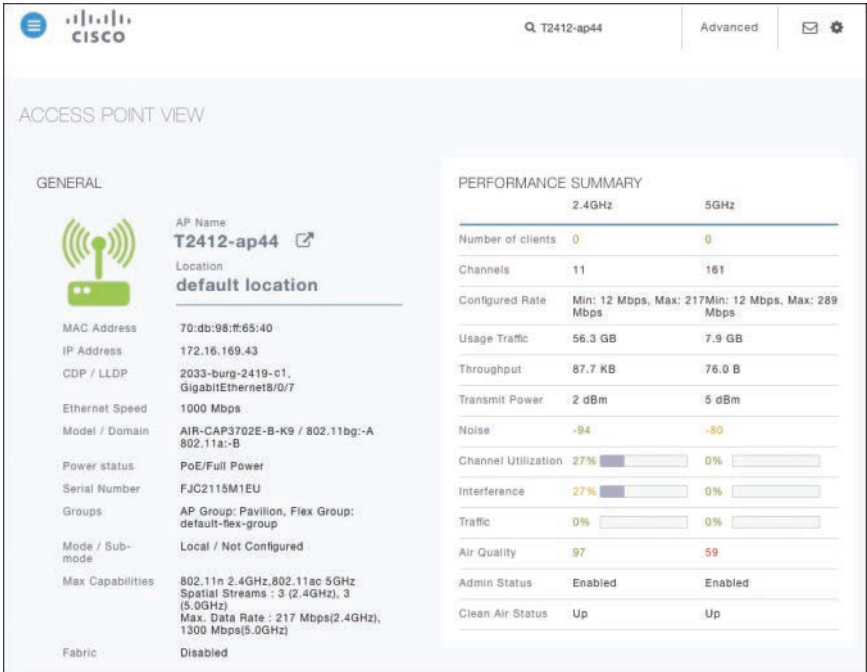 CISCO
T2412-ap44
Advanced
ACCESS POINT VIEW
GENERAL
AP Name
T2412-ap44
Location
default location
MAC Address 70:db:98:ff:65:40
IP Address 172.16.169.43
CDP / LLDP 2033-burg-2419-c1,
GigabitEthernet8/0/7
Ethernet Speed 1000 Mbps
Model / Domain AIR-CAP3702E-B-K9 / 802.11bg:-A
802.11a:-B
Power status PoE/Full Power
Serial Number FJC2115M1EU
Groups AP Group: Pavilion, Flex Group:
default-flex-group
Mode / Sub- Local / Not Configured
mode
Max Capabilities 802.11n 2.4GHz,802.11ac 5GHz
Spatial Streams : 3 (2.4GHz), 3
(5.0GHz)
Max. Data Rate : 217 Mbps(2.4GHz),
1300 Mbps(5.0GHz)
Fabric Disabled
PERFORMANCE SUMMARY
2.4GHz 5GHz
Number of clients 0 0
Channels 11 161
Configured Rate Min: 12 Mbps, Max: 217 Min: 12 Mbps, Max: 289
Mbps Mbps
Usage Traffic 56.3 GB 7.9 GB
Throughput 87.7 KB 76.0 B
Transmit Power 2 dBm 5 dBm
Noise -94 -80
Channel Utilization 27% 0%
Interference 27% 0%
Traffic 0% 0%
Air Quality 97 59
Admin Status Enabled Enabled
Clean Air Status Up Up